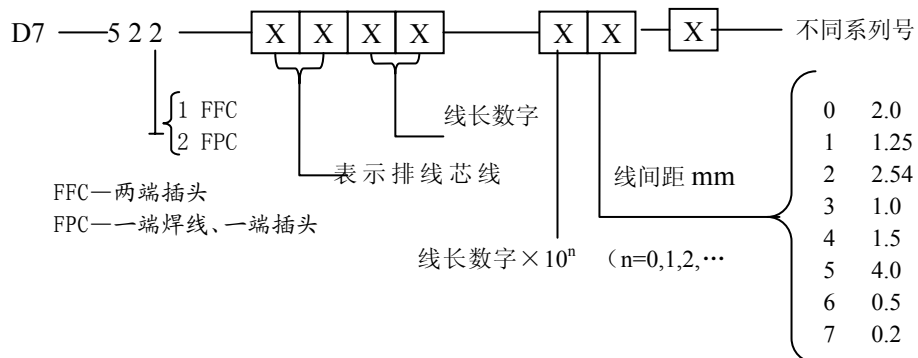 D7 522 X X X X X X X 不同系列号
1 FFC
2 FPC
线长数字
表示排线芯线
FFC—两端插头
FPC—一端焊线、一端插头
线间距 mm
线长数字×10ⁿ （n=0,1,2,…
0 2.0
1 1.25
2 2.54
3 1.0
4 1.5
5 4.0
6 0.5
7 0.2